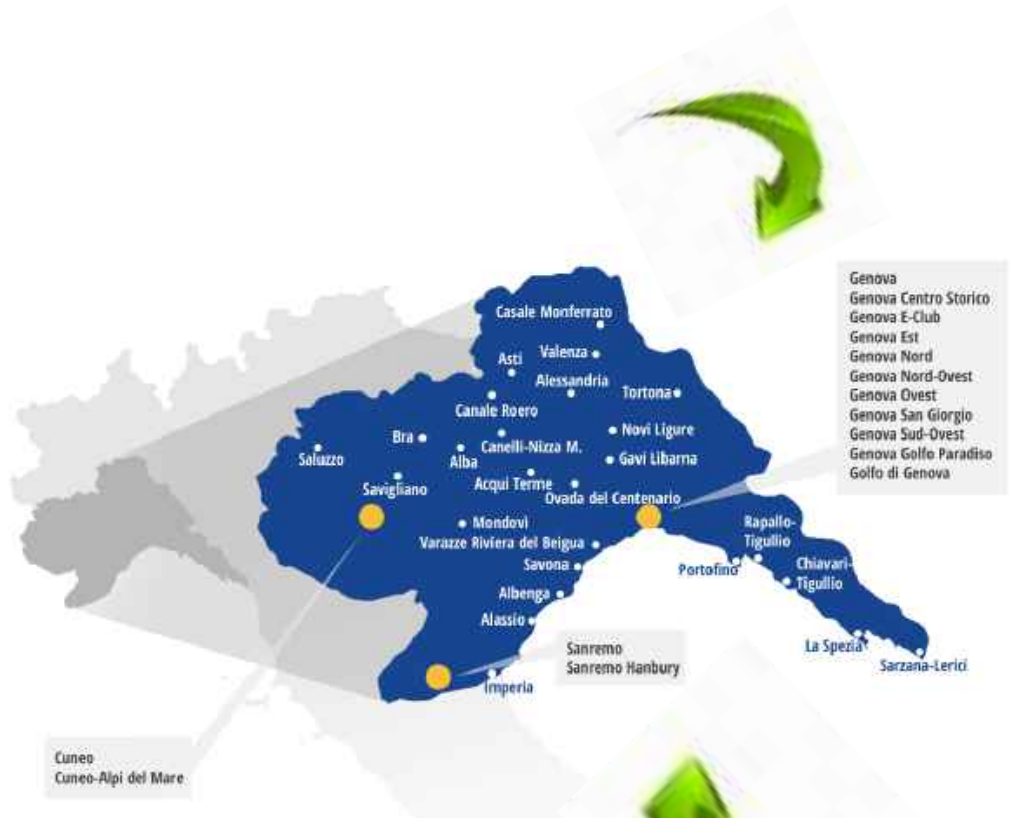 Genova
Genova Centro Storico
Genova E-Club
Genova Est
Genova Nord
Genova Nord-Ovest
Genova Ovest
Genova San Giorgio
Genova Sud-Ovest
Genova Golfo Paradiso
Golfo di Genova
Casale Monferrato
Valenza
Asti
Alessandria
Tortona
Canale Roero
Bra
Novi Ligure
Canelli-Nizza M.
Saluzzo
Alba
Gavi Libarna
Savigliano
Acqui Terme
Ovada del Centenario
Mondovì
Rapallo-
Tigullio
Varazze Riviera del Beigua
Savona
Portofino
Chiavari-
Tigullio
Albenga
Alassio
Sanremo
Sanremo Hanbury
La Spezia
Sarzana-Lerici
Imperia
Cuneo
Cuneo-Alpi del Mare